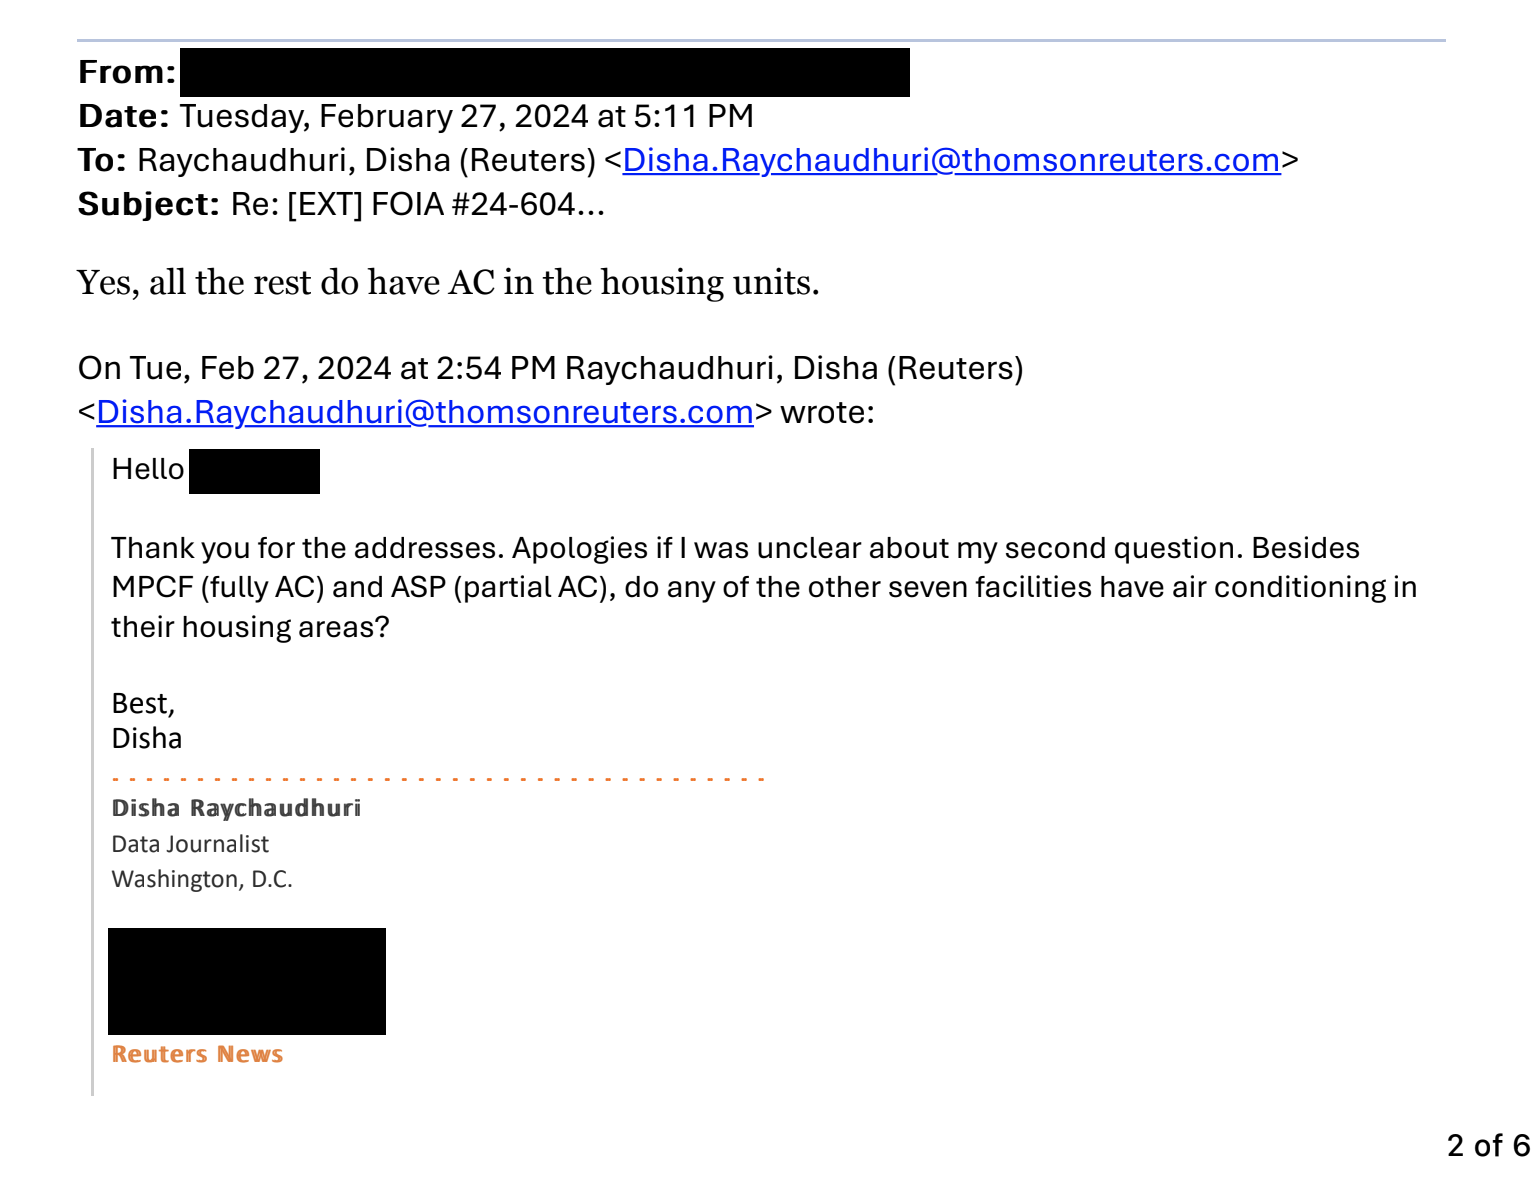 From:
Date: Tuesday, February 27, 2024 at 5:11 PM
To: Raychaudhuri, Disha (Reuters) <Disha.Raychaudhuri@thomsonreuters.com>
Subject: Re: [EXT] FOIA #24-604...
Yes, all the rest do have AC in the housing units.
On Tue, Feb 27, 2024 at 2:54 PM Raychaudhuri, Disha (Reuters)
<Disha.Raychaudhuri@thomsonreuters.com> wrote:
Hello
Thank you for the addresses. Apologies if I was unclear about my second question. Besides
MPCF (fully AC) and ASP (partial AC), do any of the other seven facilities have air conditioning in
their housing areas?
Best,
Disha
- - - - - - - - - - - - - - - - - - - - - - - - - - - - - - - - - - - - - - -
Disha Raychaudhuri
Data Journalist
Washington, D.C.
Reuters News
2 of 6